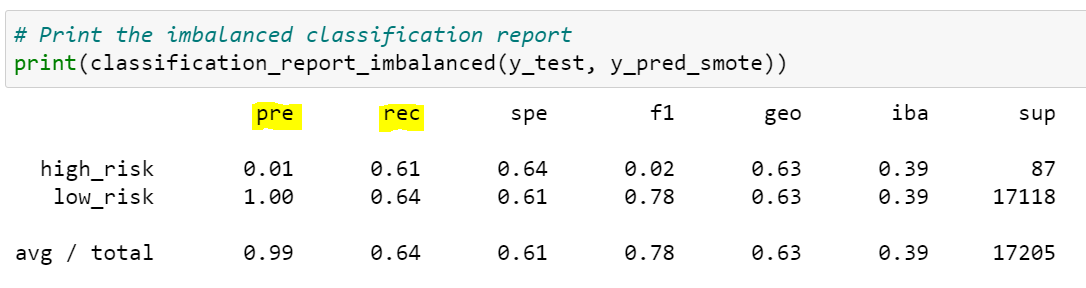 # Print the imbalanced classification report
print(classification_report_imbalanced(y_test, y_pred_smote))
pre rec spe f1 geo iba sup
high_risk 0.01 0.61 0.64 0.02 0.63 0.39 87
low_risk 1.00 0.64 0.61 0.78 0.63 0.39 17118
avg / total 0.99 0.64 0.61 0.78 0.63 0.39 17205